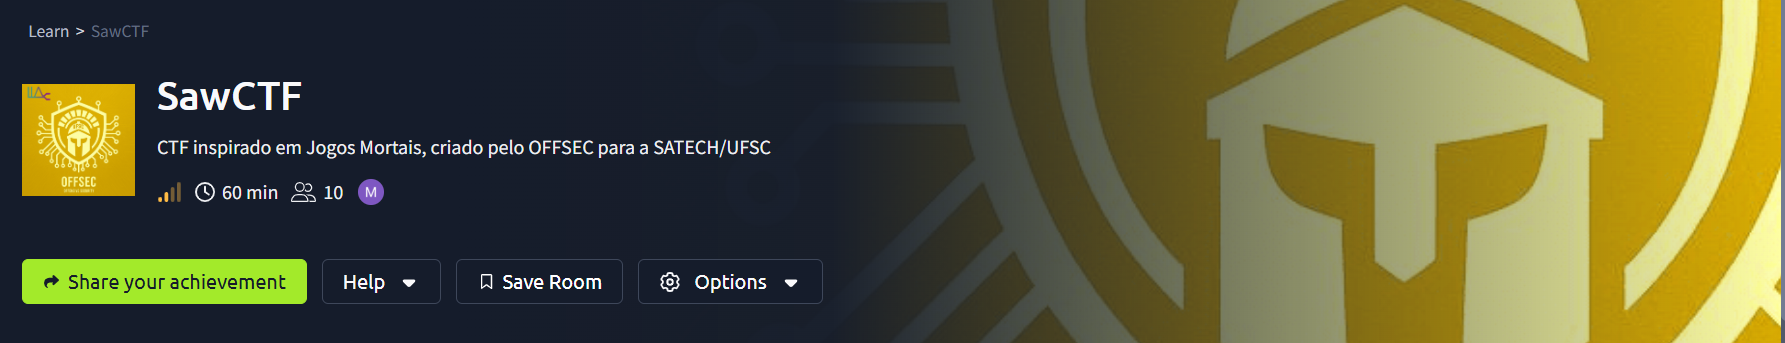 Learn > SawCTF
SawCTF
CTF inspirado em Jogos Mortais, criado pelo OFFSEC para a SATECH/UFSC
OFFSEC
60 min 10 M
Share your achievement Help Save Room Options